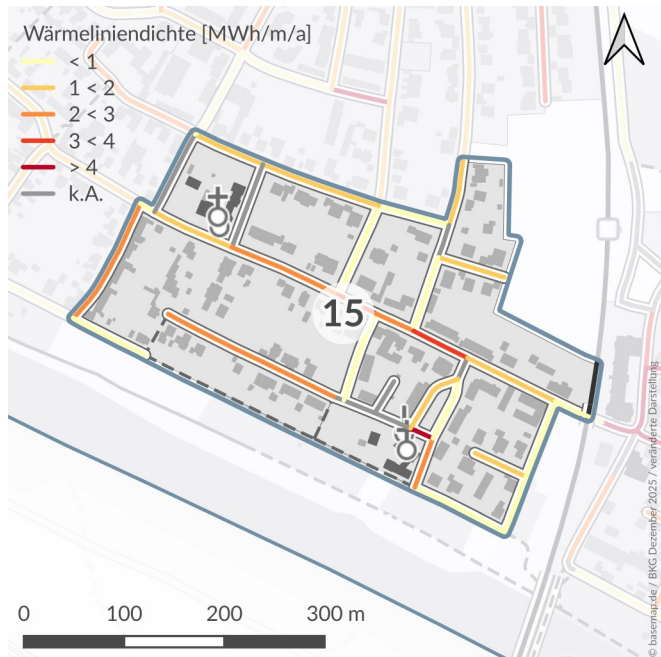 Wärmeliniendichte [MWh/m/a]
< 1
1 < 2
2 < 3
3 < 4
> 4
k.A.
15
0 100 200 300 m
© basemap.de / BKG Dezember 2025 / veränderte Darstellung